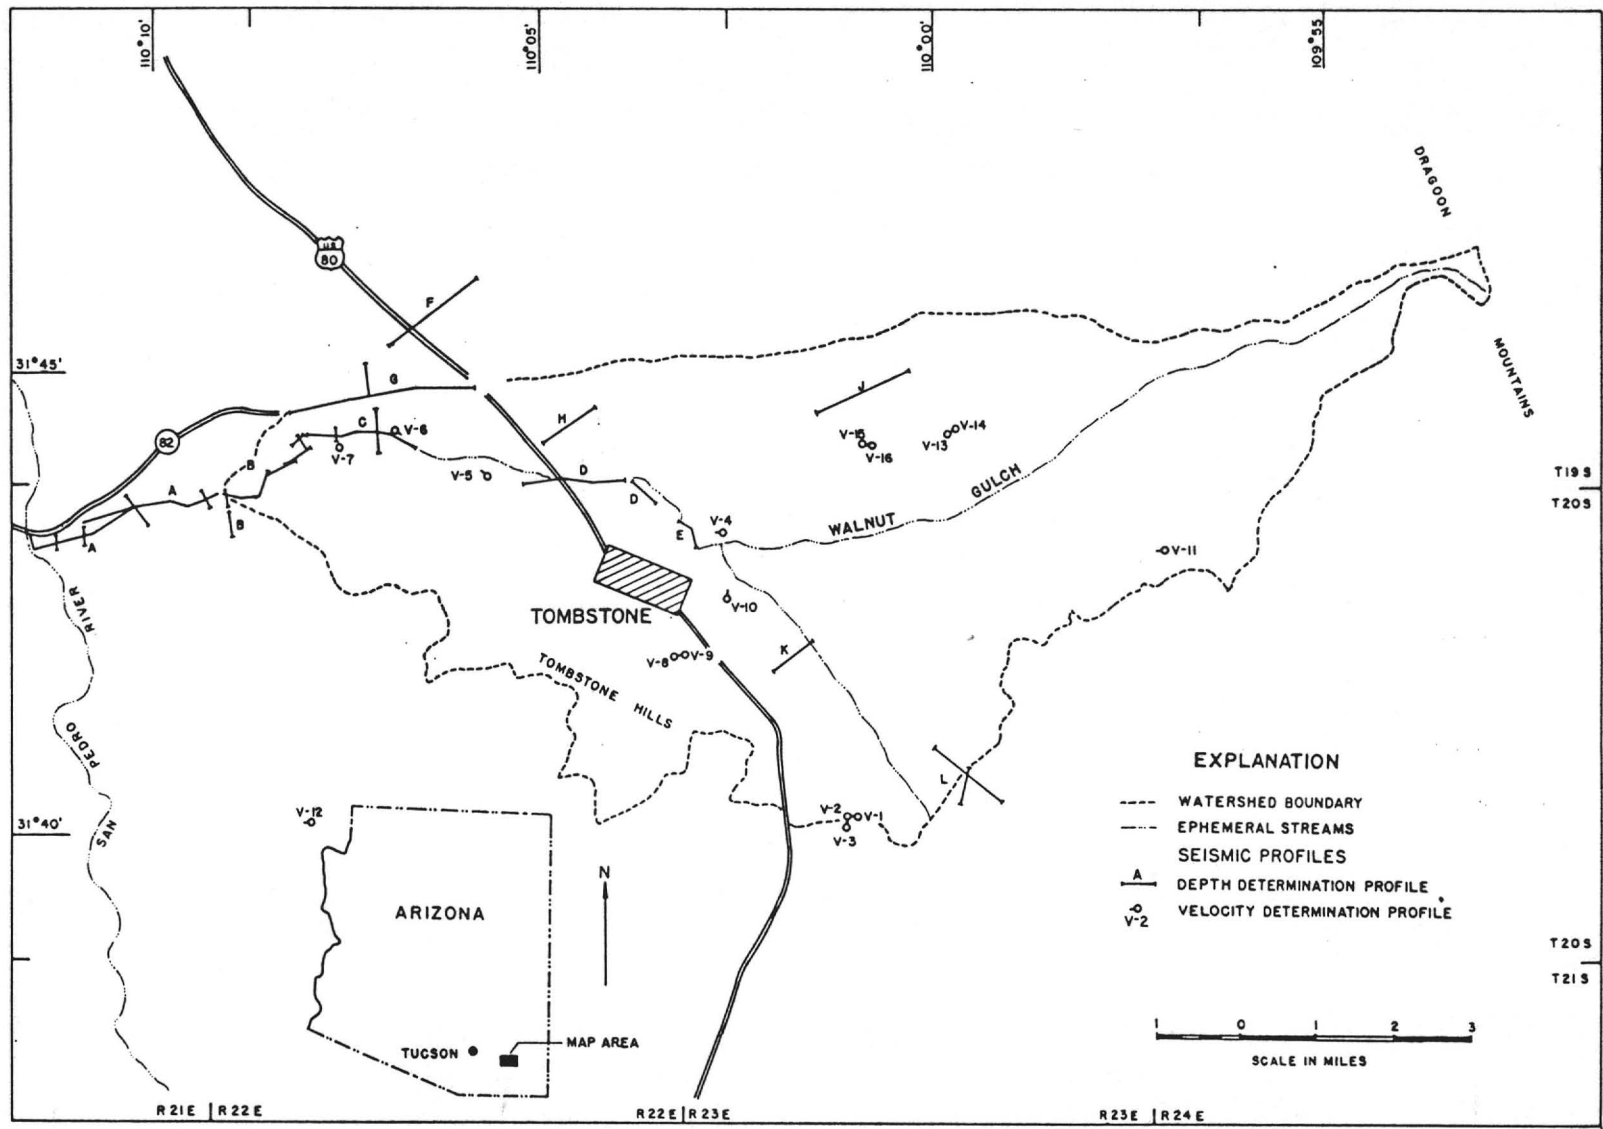 110°10'
110°05'
110°00'
109°55'
DRAGOON
MOUNTAINS
US
80
F
31°45'
G
J
H
82
C
V-6
V-7
V-15
V-16
V-13
V-14
B
V-5
D
GULCH
T19S
T20S
A
D
B
E
V-4
WALNUT
A
V-11
RIVER
V-10
TOMBSTONE
K
V-8
V-9
TOMBSTONE HILLS
PEDRO
L
EXPLANATION
WATERSHED BOUNDARY
EPHEMERAL STREAMS
SEISMIC PROFILES
A
DEPTH DETERMINATION PROFILE
V-2
VELOCITY DETERMINATION PROFILE
V-12
V-2
V-1
V-3
31°40'
SAN
N
ARIZONA
T20S
T21S
TUCSON
MAP AREA
1 0 1 2 3
SCALE IN MILES
R21E R22E
R22E R23E
R23E R24E